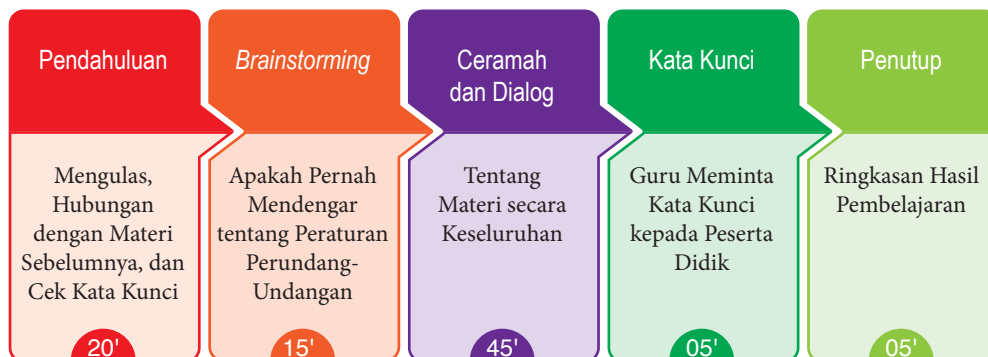 Pendahuluan
Mengulas,
Hubungan
dengan Materi
Sebelumnya, dan
Cek Kata Kunci
20'
Brainstorming
Apakah Pernah
Mendengar
tentang Peraturan
Perundang-
Undangan
15'
Ceramah
dan Dialog
Tentang
Materi secara
Keseluruhan
45'
Kata Kunci
Guru Meminta
Kata Kunci
kepada Peserta
Didik
05'
Penutup
Ringkasan Hasil
Pembelajaran
05'